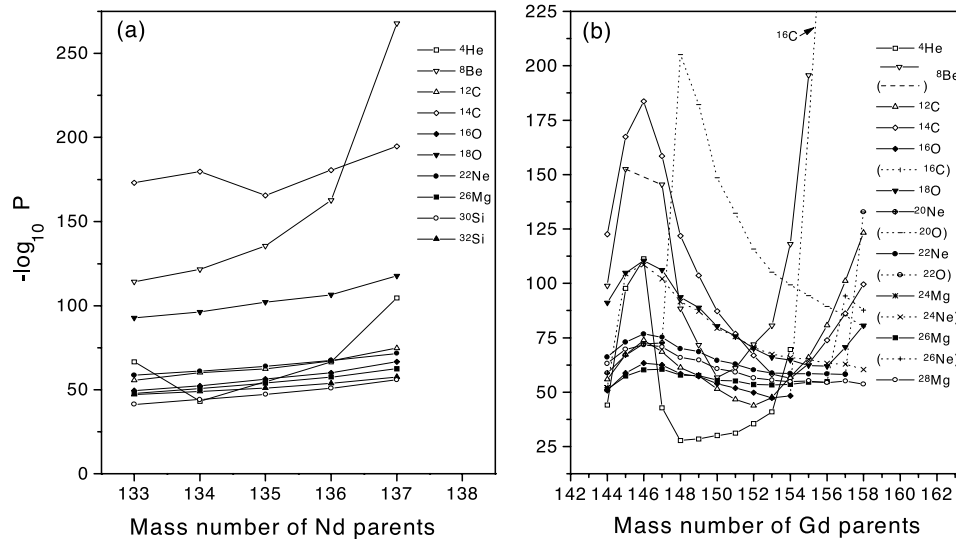 (a)
-log10 P
250
200
150
100
50
0
133 134 135 136 137 138
Mass number of Nd parents
4He
8Be
12C
14C
16O
18O
22Ne
26Mg
30Si
32Si
(b)
225
200
175
150
125
100
75
50
25
142 144 146 148 150 152 154 156 158 160 162
Mass number of Gd parents
16C
4He
8Be
( )
12C
14C
16O
( 16C)
18O
20Ne
( 20O)
22Ne
( 22O)
24Mg
( 24Ne)
26Mg
( 26Ne)
28Mg